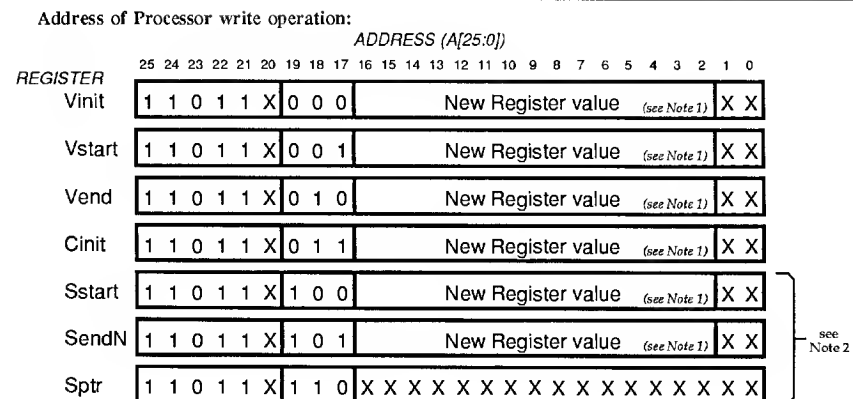 Address of Processor write operation:
ADDRESS (A[25:0])
25 24 23 22 21 20 19 18 17 16 15 14 13 12 11 10 9 8 7 6 5 4 3 2 1 0
REGISTER
Vinit 1 1 0 1 1 X 0 0 0 New Register value (see Note 1) X X
Vstart 1 1 0 1 1 X 0 0 1 New Register value (see Note 1) X X
Vend 1 1 0 1 1 X 0 1 0 New Register value (see Note 1) X X
Cinit 1 1 0 1 1 X 0 1 1 New Register value (see Note 1) X X
Sstart 1 1 0 1 1 X 1 0 0 New Register value (see Note 1) X X
SendN 1 1 0 1 1 X 1 0 1 New Register value (see Note 1) X X
see
Note 2
Sptr 1 1 0 1 1 X 1 1 0 X X X X X X X X X X X X X X X X X